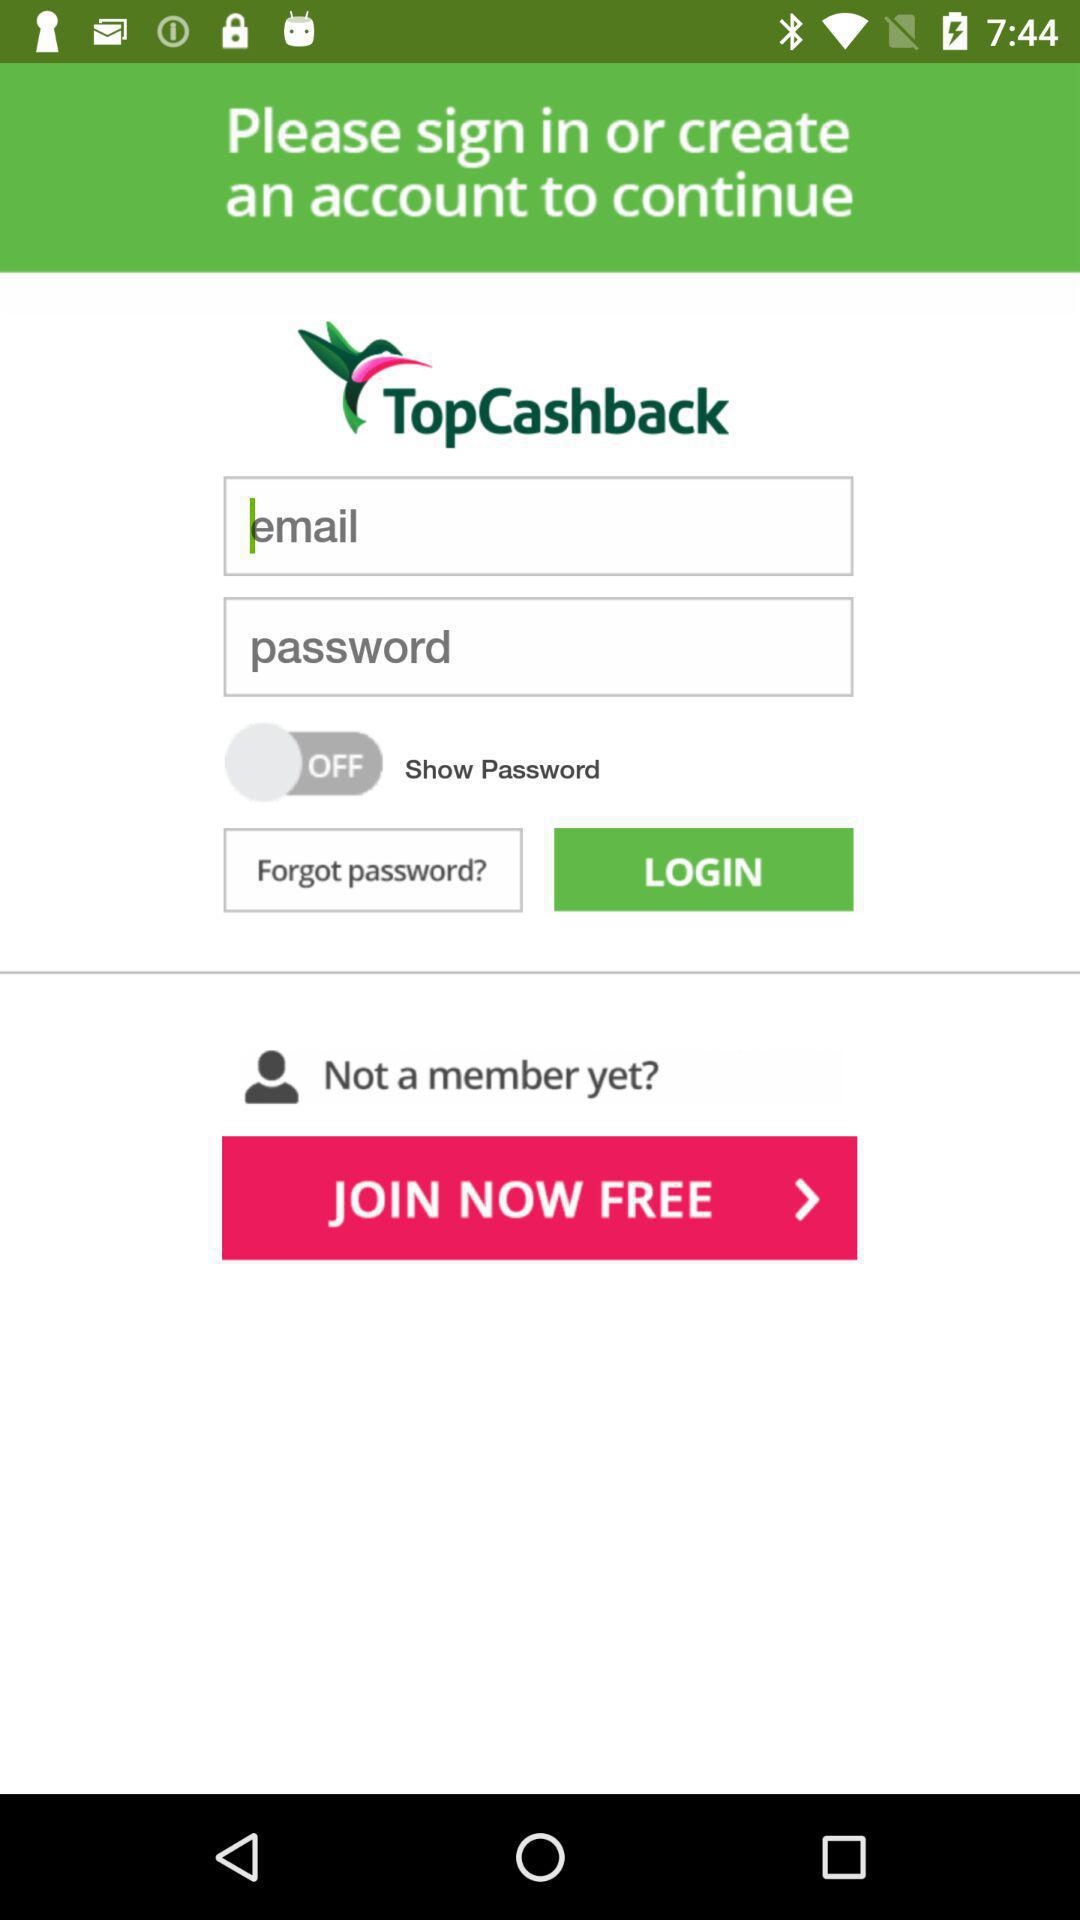 7:44
Please sign in or create
an account to continue
TopCashback
email
password
OFF Show Password
Forgot password? LOGIN
Not a member yet?
JOIN NOW FREE